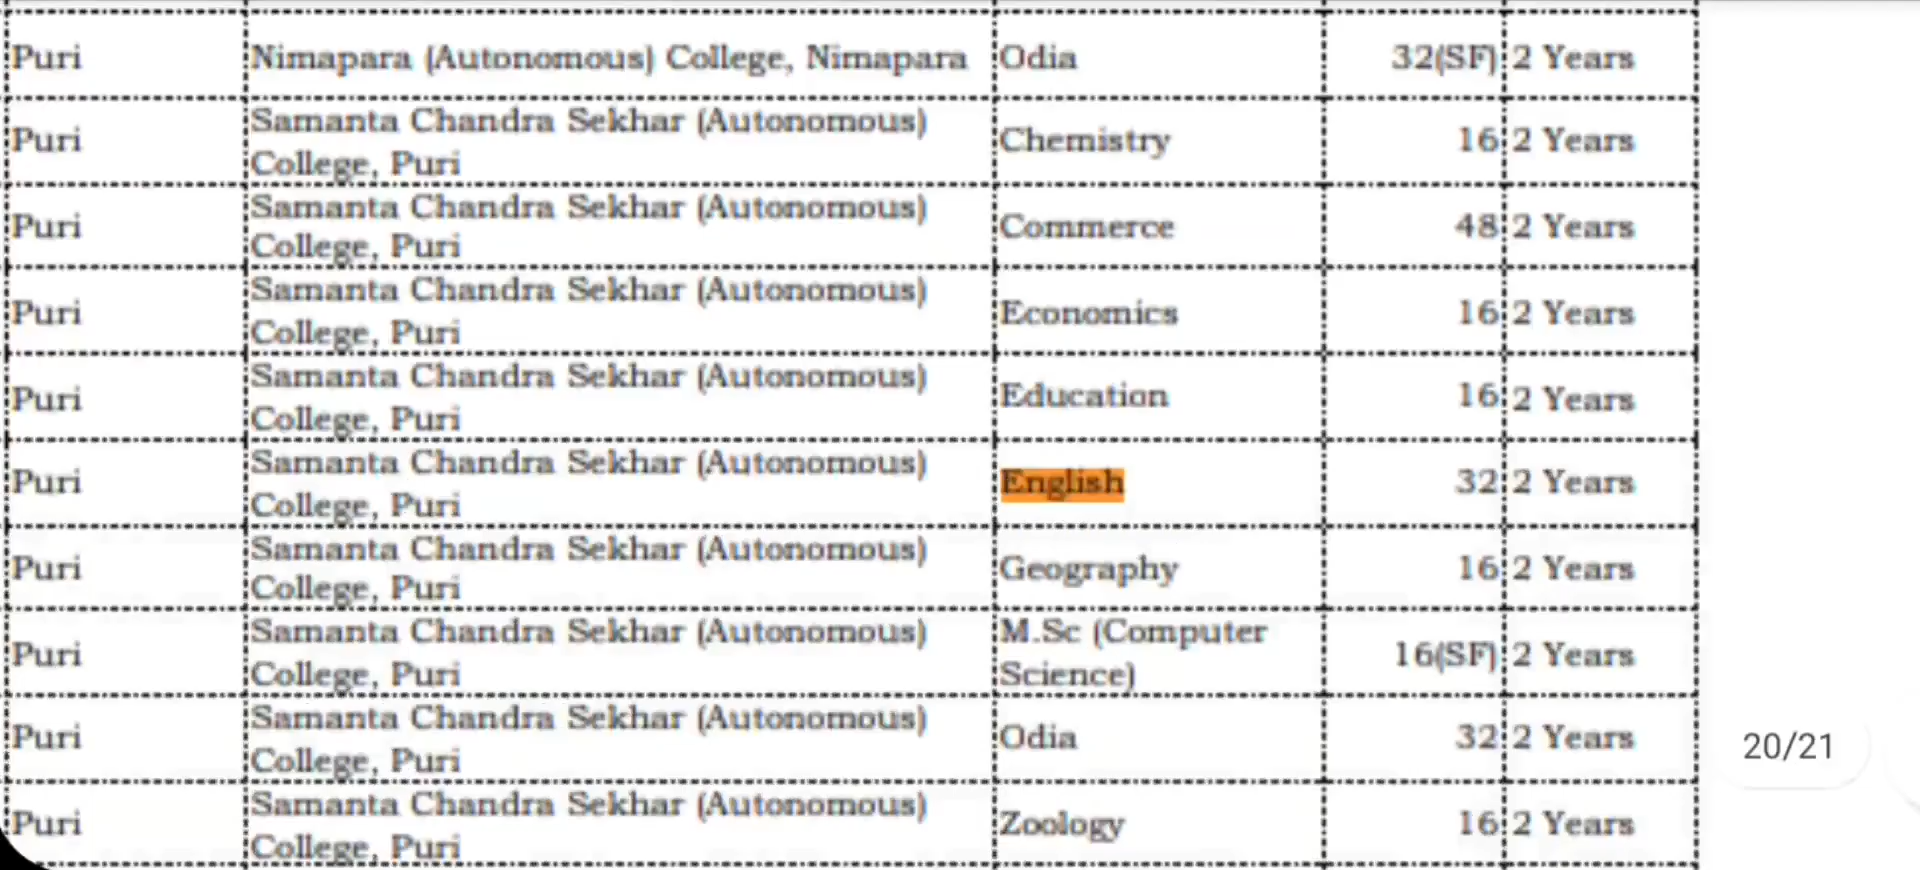 Puri Nimapara (Autonomous) College, Nimapara Odia 32(SF) 2 Years
Puri Samanta Chandra Sekhar (Autonomous) College, Puri Chemistry 16 2 Years
Puri Samanta Chandra Sekhar (Autonomous) College, Puri Commerce 48 2 Years
Puri Samanta Chandra Sekhar (Autonomous) College, Puri Economics 16 2 Years
Puri Samanta Chandra Sekhar (Autonomous) College, Puri Education 16 2 Years
Puri Samanta Chandra Sekhar (Autonomous) College, Puri English 32 2 Years
Puri Samanta Chandra Sekhar (Autonomous) College, Puri Geography 16 2 Years
Puri Samanta Chandra Sekhar (Autonomous) College, Puri M.Sc (Computer Science) 16(SF) 2 Years
Puri Samanta Chandra Sekhar (Autonomous) College, Puri Odia 32 2 Years
20/21
Puri Samanta Chandra Sekhar (Autonomous) College, Puri Zoology 16 2 Years